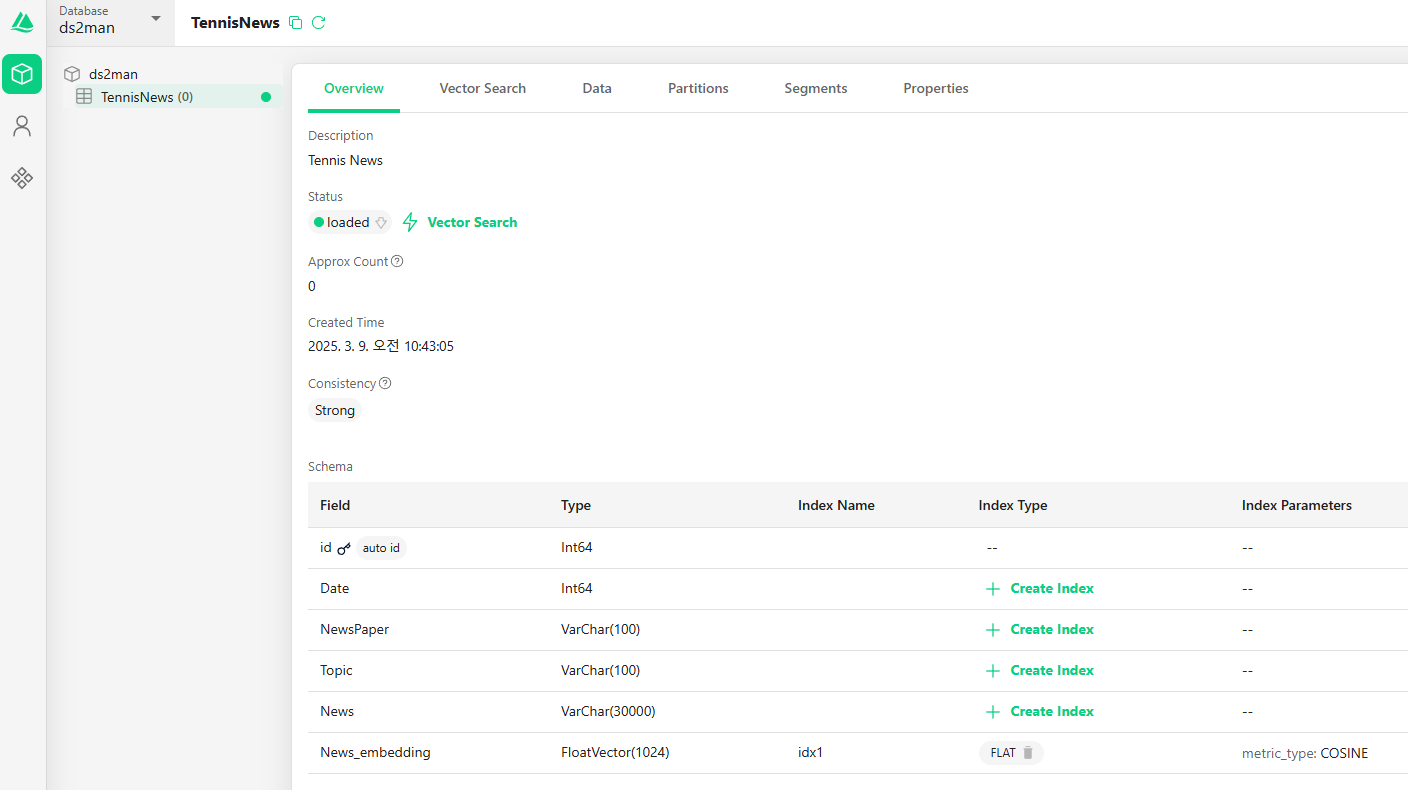 Database
ds2man
TennisNews
ds2man
TennisNews (0)
Overview Vector Search Data Partitions Segments Properties
Description
Tennis News
Status
loaded Vector Search
Approx Count
0
Created Time
2025. 3. 9. 오전 10:43:05
Consistency
Strong
Schema
Field Type Index Name Index Type Index Parameters
id auto id Int64 -- --
Date Int64 + Create Index --
NewsPaper VarChar(100) + Create Index --
Topic VarChar(100) + Create Index --
News VarChar(30000) + Create Index --
News_embedding FloatVector(1024) idx1 FLAT metric_type: COSINE